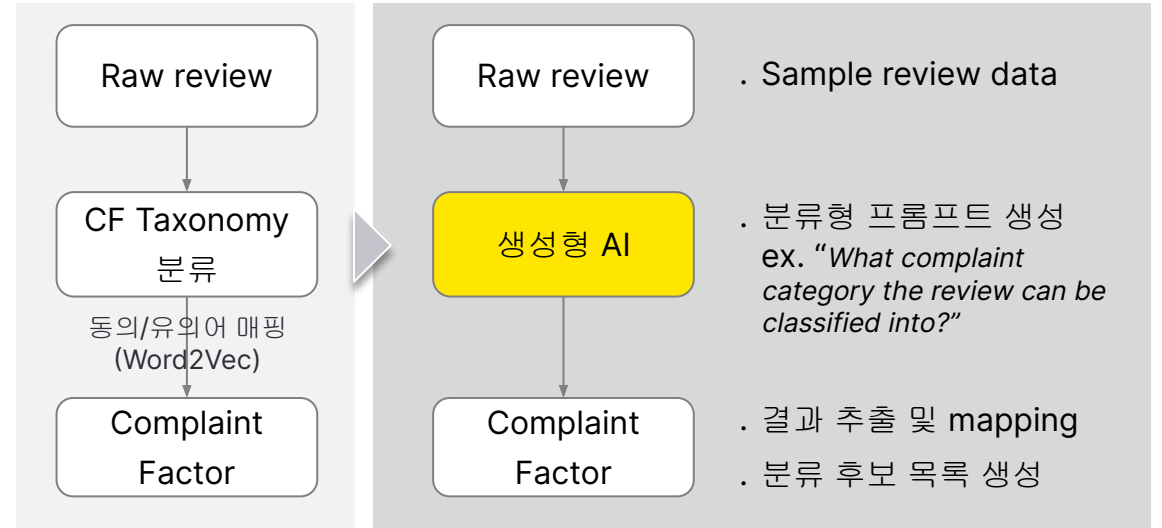 Raw review
CF Taxonomy
분류
동의/유의어 매핑
(Word2Vec)
Complaint
Factor
Raw review
. Sample review data
생성형 AI
. 분류형 프롬프트 생성
ex. “What complaint
category the review can be
classified into?”
Complaint
Factor
. 결과 추출 및 mapping
. 분류 후보 목록 생성